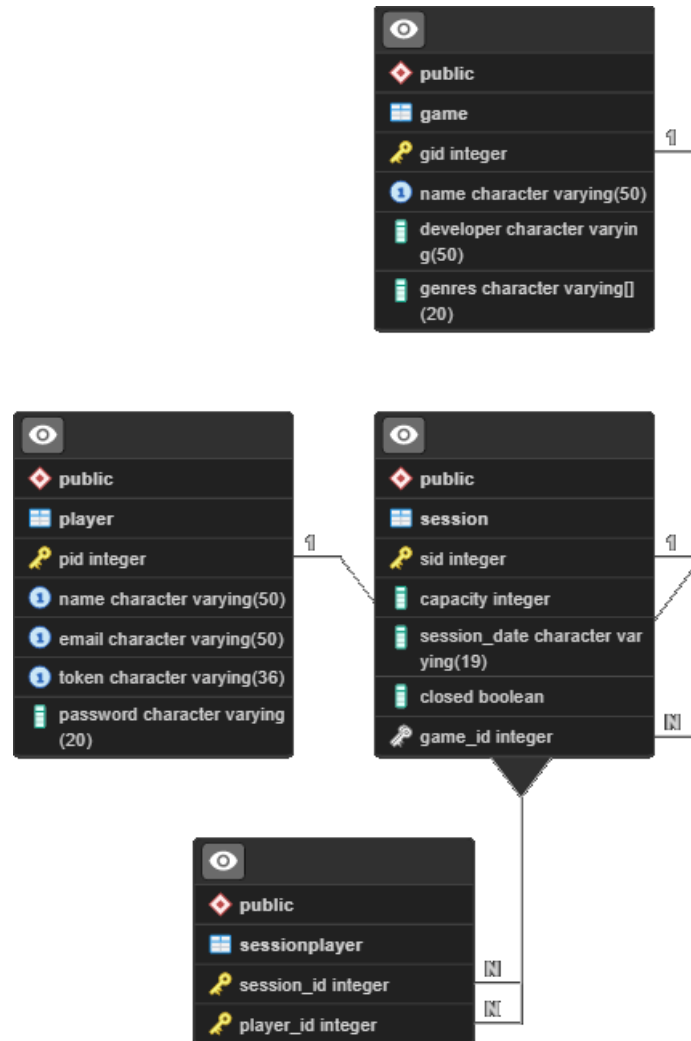 public
game
gid integer
1
name character varying(50)
developer character varyin
g(50)
genres character varying[]
(20)
public
player
pid integer
1
name character varying(50)
email character varying(50)
token character varying(36)
password character varying
(20)
public
session
sid integer
1
capacity integer
session_date character var
ying(19)
closed boolean
game_id integer
N
public
sessionplayer
session_id integer
N
player_id integer
N